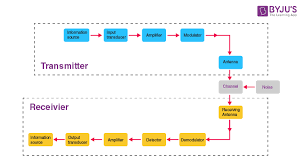 BYJU'S
The Learning App
Information source
Input transducer
Amplifier
Modulator
Transmitter
Antenna
Channel
Noise
Receivier
Receiving Antenna
Information source
Output transducer
Amplifier
Detector
Demodulator